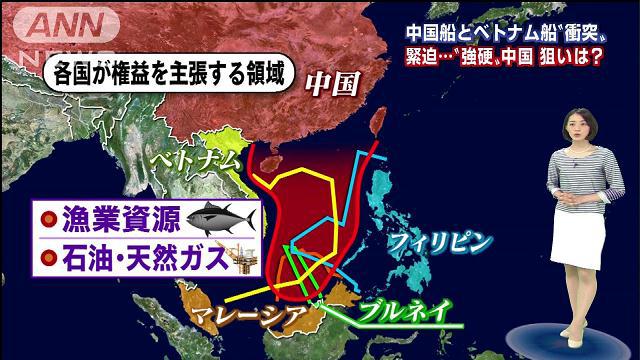 ANN
News
中国船とベトナム船〝衝突〟
緊迫…〝強硬〟中国 狙いは?
各国が権益を主張する領域
中国
ベトナム
漁業資源
石油・天然ガス
フィリピン
マレーシア
ブルネイ